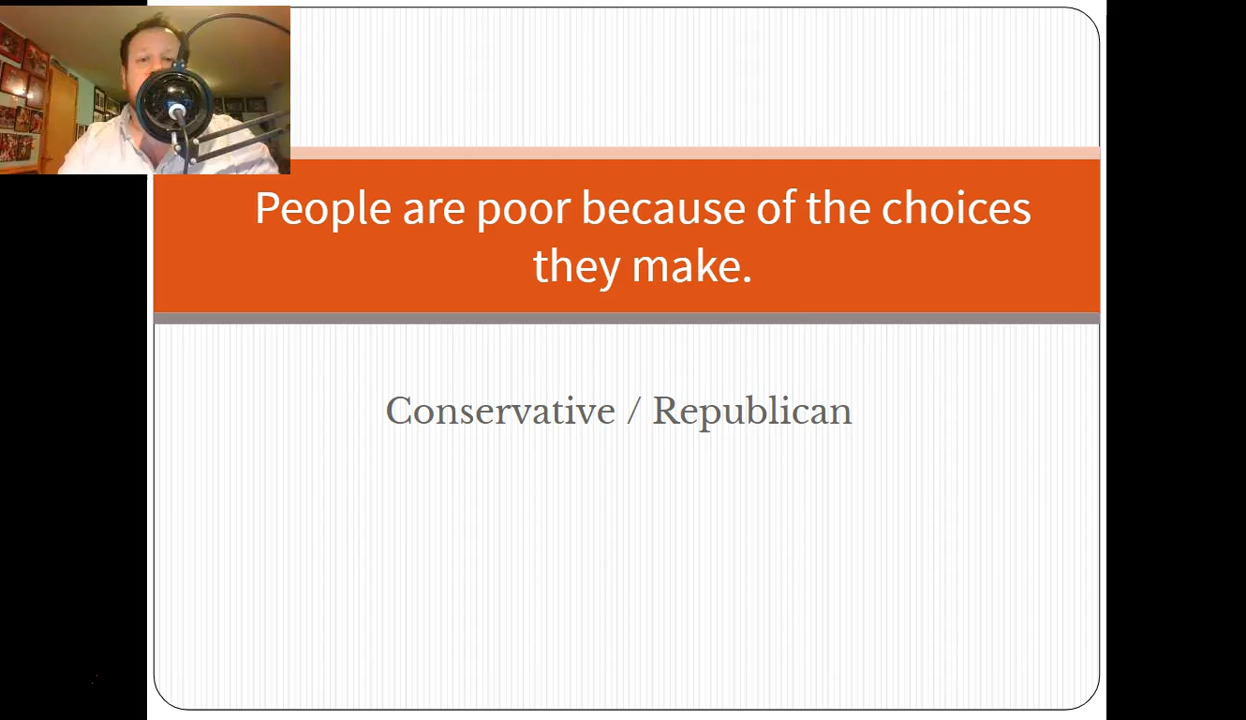 People are poor because of the choices
they make.
Conservative / Republican